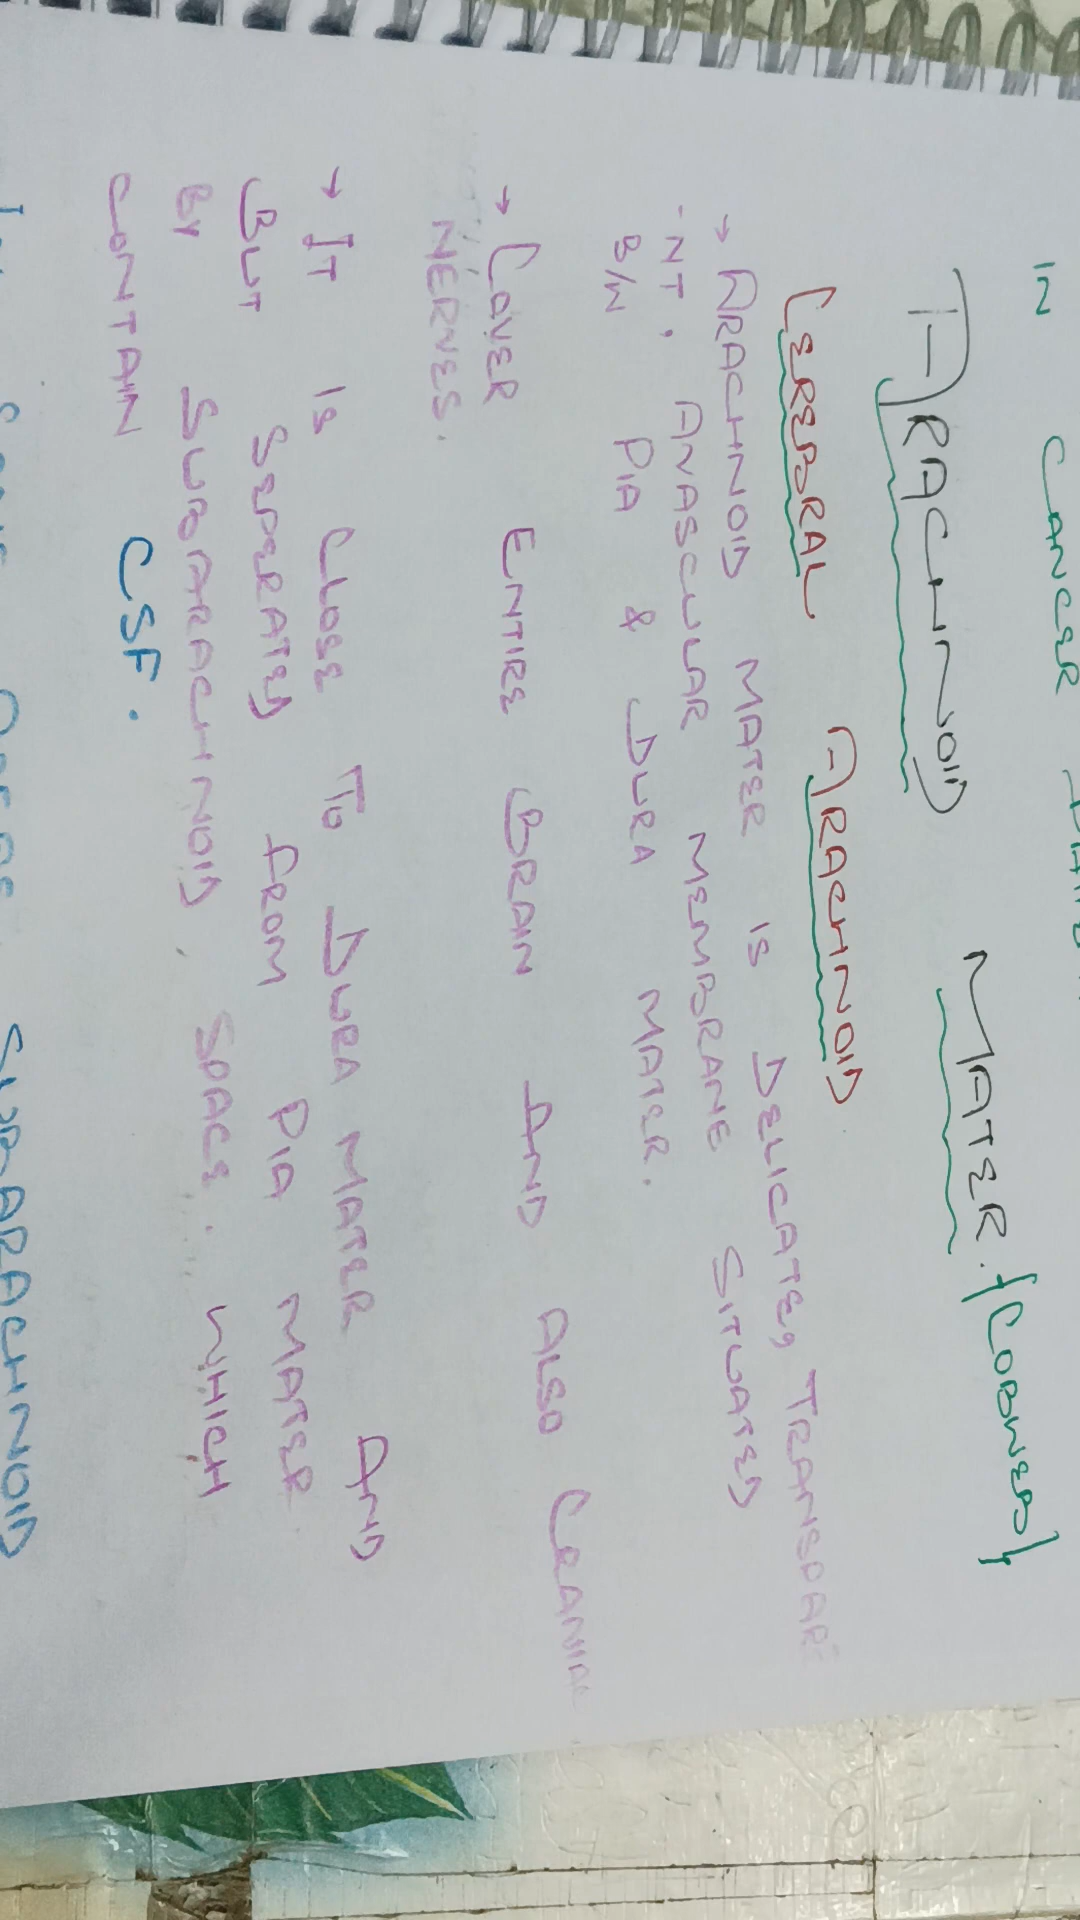 IN CANCER
ARACHNOID MATER. {COBWEB}
CEREBRAL ARACHNOID
→ ARACHNOID MATER IS DELICATE, TRANSPARE
-NT, AVASCULAR MEMBRANE SITUATED
B/W PIA & DURA MATER.
→ COVER ENTIRE BRAIN AND ALSO CRANIAL
NERVES.
→ IT IS CLOSE TO DURA MATER AND
BUT SEPERATED FROM PIA MATER
BY SUBARACHNOID, SPACE. WHICH
CONTAIN CSF.
SUBARACHNOID